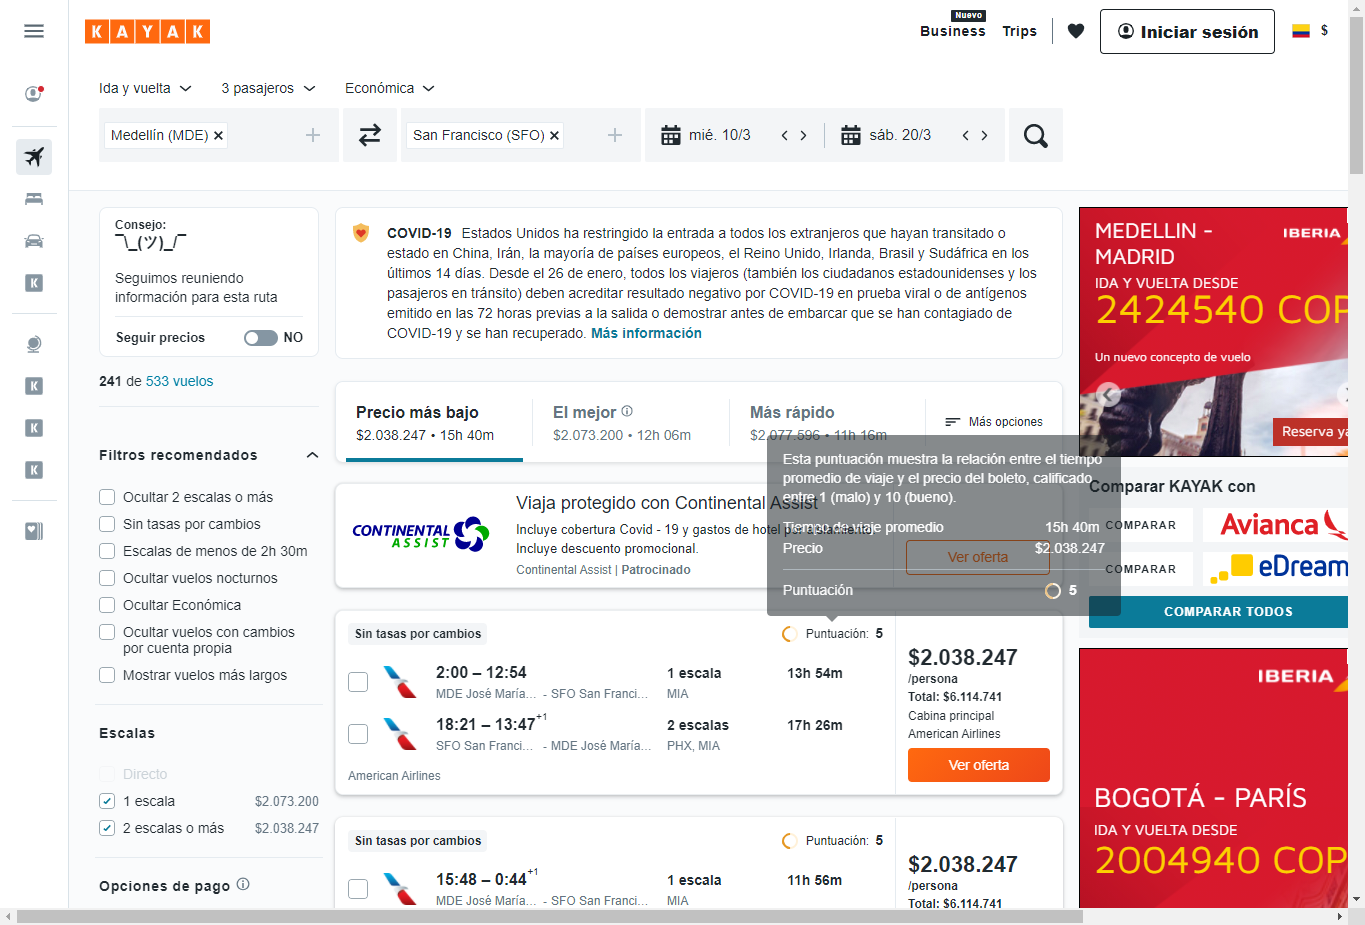 KAYAK
Nuevo
Business
Trips
Iniciar sesión
$
Ida y vuelta
3 pasajeros
Económica
Medellín (MDE)
San Francisco (SFO)
mié. 10/3
sáb. 20/3
Consejo:
¯\_(ツ)_/¯
Seguimos reuniendo
información para esta ruta
Seguir precios NO
241 de 533 vuelos
Filtros recomendados
Ocultar 2 escalas o más
Sin tasas por cambios
Escalas de menos de 2h 30m
Ocultar vuelos nocturnos
Ocultar Económica
Ocultar vuelos con cambios
por cuenta propia
Mostrar vuelos más largos
Escalas
Directo
1 escala $2.073.200
2 escalas o más $2.038.247
Opciones de pago
COVID-19 Estados Unidos ha restringido la entrada a todos los extranjeros que hayan transitado o
estado en China, Irán, la mayoría de países europeos, el Reino Unido, Irlanda, Brasil y Sudáfrica en los
últimos 14 días. Desde el 26 de enero, todos los viajeros (también los ciudadanos estadounidenses y los
pasajeros en tránsito) deben acreditar resultado negativo por COVID-19 en prueba viral o de antígenos
emitido en las 72 horas previas a la salida o demostrar antes de embarcar que se han contagiado de
COVID-19 y se han recuperado. Más información
Precio más bajo
$2.038.247 • 15h 40m
El mejor
$2.073.200 • 12h 06m
Más rápido
$2.077.596 • 11h 16m
Más opciones
Esta puntuación muestra la relación entre el tiempo
promedio de viaje y el precio del boleto, calificado
entre 1 (malo) y 10 (bueno).
Tiempo de viaje promedio 15h 40m
Precio $2.038.247
Puntuación 5
CONTINENTAL
ASSIST
Viaja protegido con Continental Assist
Incluye cobertura Covid - 19 y gastos de hotel por aislamiento.
Incluye descuento promocional.
Continental Assist | Patrocinado
Ver oferta
Sin tasas por cambios
Puntuación: 5
2:00 – 12:54
MDE José María... - SFO San Franci...
1 escala
MIA
13h 54m
18:21 – 13:47+1
SFO San Franci... - MDE José María...
2 escalas
PHX, MIA
17h 26m
American Airlines
$2.038.247
/persona
Total: $6.114.741
Cabina principal
American Airlines
Ver oferta
Sin tasas por cambios
Puntuación: 5
15:48 – 0:44+1
MDE José María... - SFO San Franci...
1 escala
MIA
11h 56m
$2.038.247
/persona
Total: $6.114.741
MEDELLIN -
MADRID
IBERIA
IDA Y VUELTA DESDE
2424540 COP
Un nuevo concepto de vuelo
Reserva ya
Comparar KAYAK con
COMPARAR
Avianca
COMPARAR
eDream
COMPARAR TODOS
IBERIA
BOGOTÁ - PARÍS
IDA Y VUELTA DESDE
2004940 COP